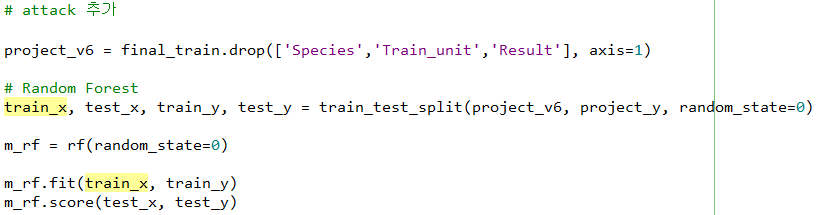 # attack 추가
project_v6 = final_train.drop(['Species','Train_unit','Result'], axis=1)
# Random Forest
train_x, test_x, train_y, test_y = train_test_split(project_v6, project_y, random_state=0)
m_rf = rf(random_state=0)
m_rf.fit(train_x, train_y)
m_rf.score(test_x, test_y)